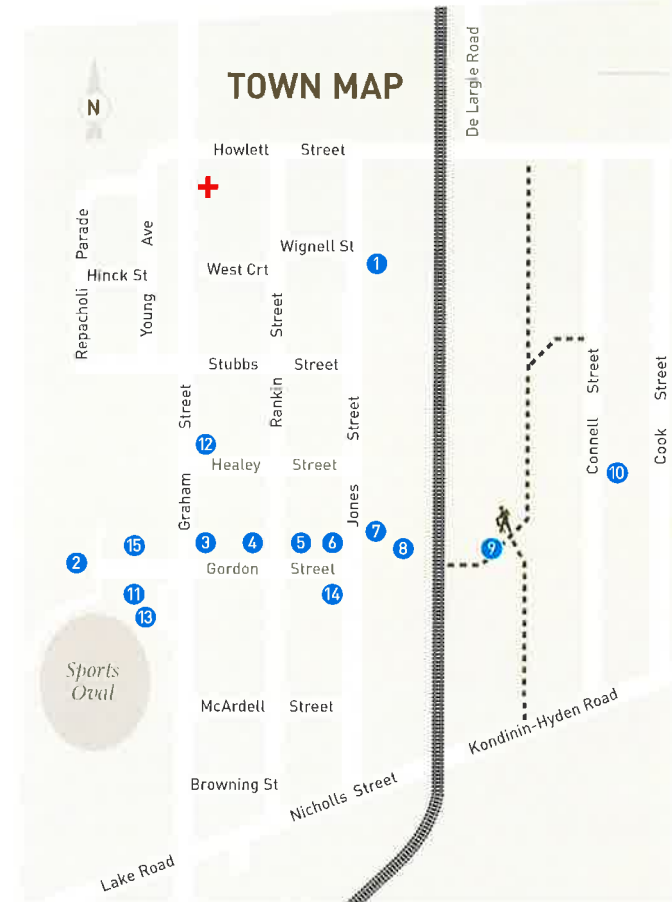 De Largle Road
TOWN MAP
N
Howlett Street
Parade
Ave
Wignell St
1
West Crt
Hinck St
Repacholi
Young
Street
Stubbs Street
Rankin
Street
Street
Street
Street
12
Healey Street
Connell
Cook
10
Graham
Jones
7
15
3
4
5
6
8
9
2
Gordon Street
11
14
13
Sports
Oval
McArdell Street
Kondinin-Hyden Road
Browning St
Nicholls Street
Lake Road